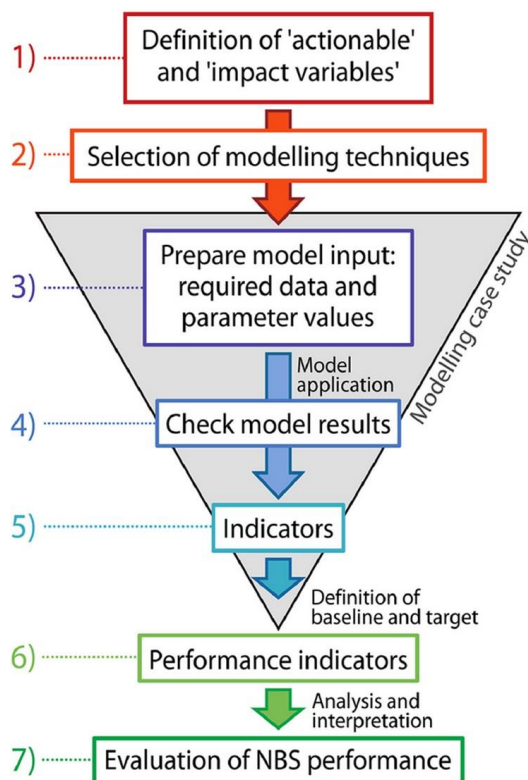 1)
Definition of 'actionable'
and 'impact variables'
2)
Selection of modelling techniques
3)
Prepare model input:
required data and
parameter values
Modelling case study
Model
application
4)
Check model results
5)
Indicators
Definition of
baseline and target
6)
Performance indicators
Analysis and
interpretation
7)
Evaluation of NBS performance